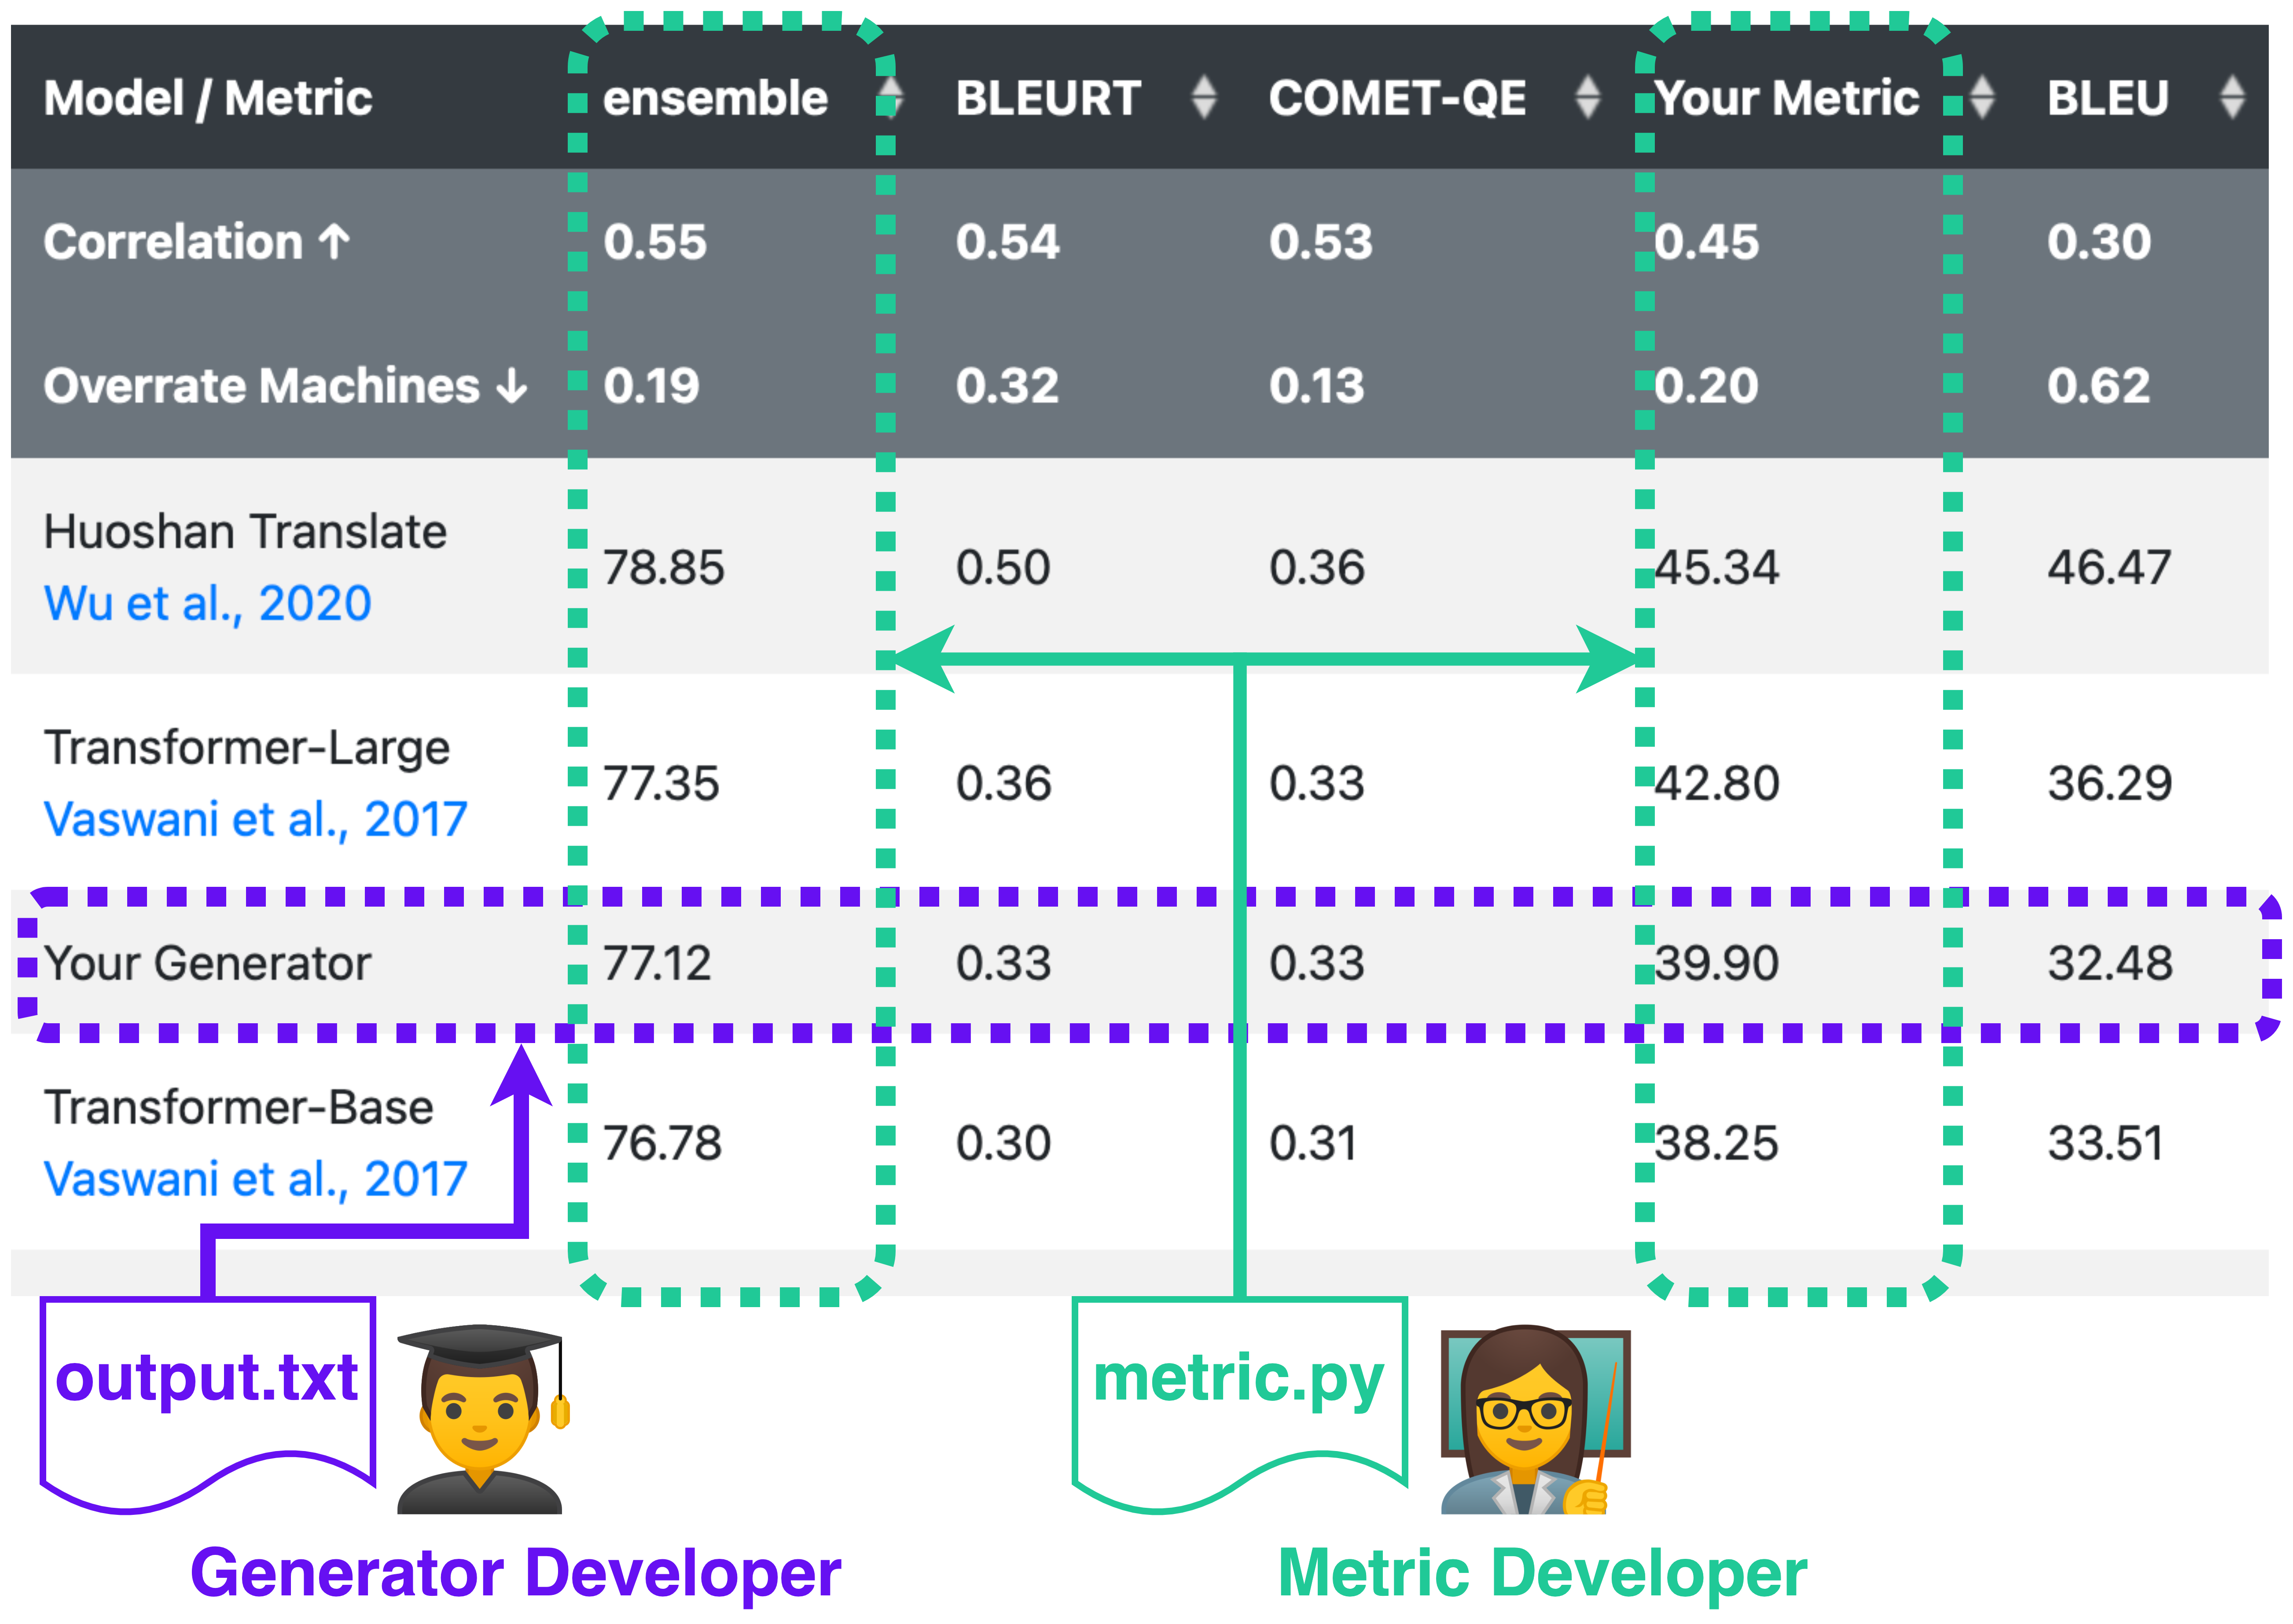 Model / Metric ensemble BLEURT COMET-QE Your Metric BLEU
Correlation ↑ 0.55 0.54 0.53 0.45 0.30
Overrate Machines ↓ 0.19 0.32 0.13 0.20 0.62
Huoshan Translate
Wu et al., 2020
78.85 0.50 0.36 45.34 46.47
Transformer-Large
Vaswani et al., 2017
77.35 0.36 0.33 42.80 36.29
Your Generator 77.12 0.33 0.33 39.90 32.48
Transformer-Base
Vaswani et al., 2017
76.78 0.30 0.31 38.25 33.51
output.txt
metric.py
Generator Developer
Metric Developer